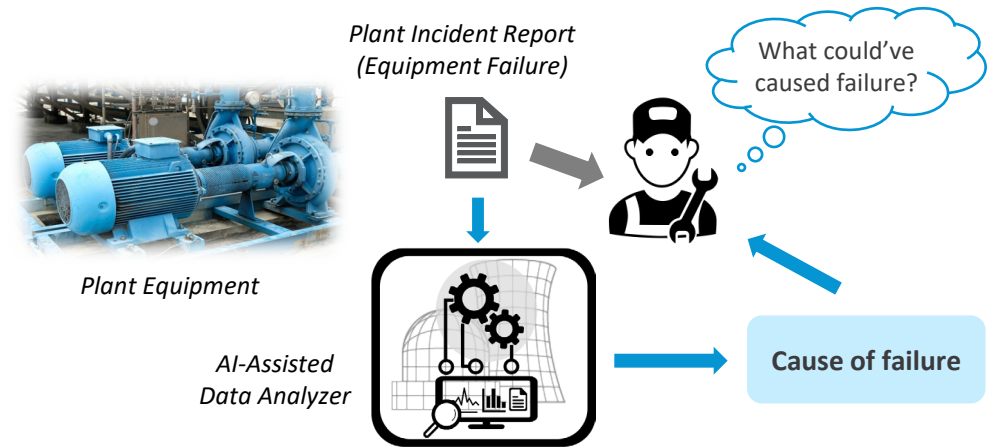 Plant Incident Report
(Equipment Failure)
What could’ve
caused failure?
Plant Equipment
AI-Assisted
Data Analyzer
Cause of failure